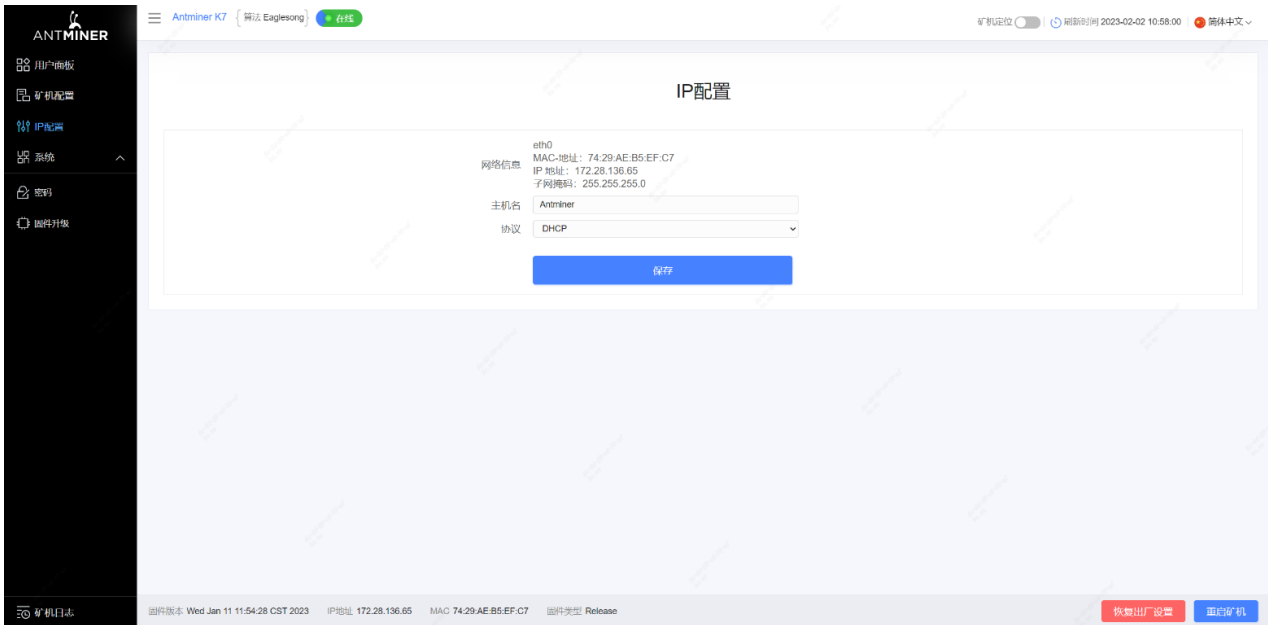 ANTMINER
Antminer K7 {算法 Eaglesong} 在线
矿机定位 刷新时间 2023-02-02 10:58:00 简体中文
用户面板
矿机配置
IP配置
系统
密码
固件升级
矿机日志
IP配置
网络信息
eth0
MAC-地址：74:29:AE:B5:EF:C7
IP 地址：172.28.136.65
子网掩码：255.255.255.0
主机名 Antminer
协议 DHCP
保存
固件版本 Wed Jan 11 11:54:28 CST 2023 IP地址 172.28.136.65 MAC 74:29:AE:B5:EF:C7 固件类型 Release
恢复出厂设置 重启矿机